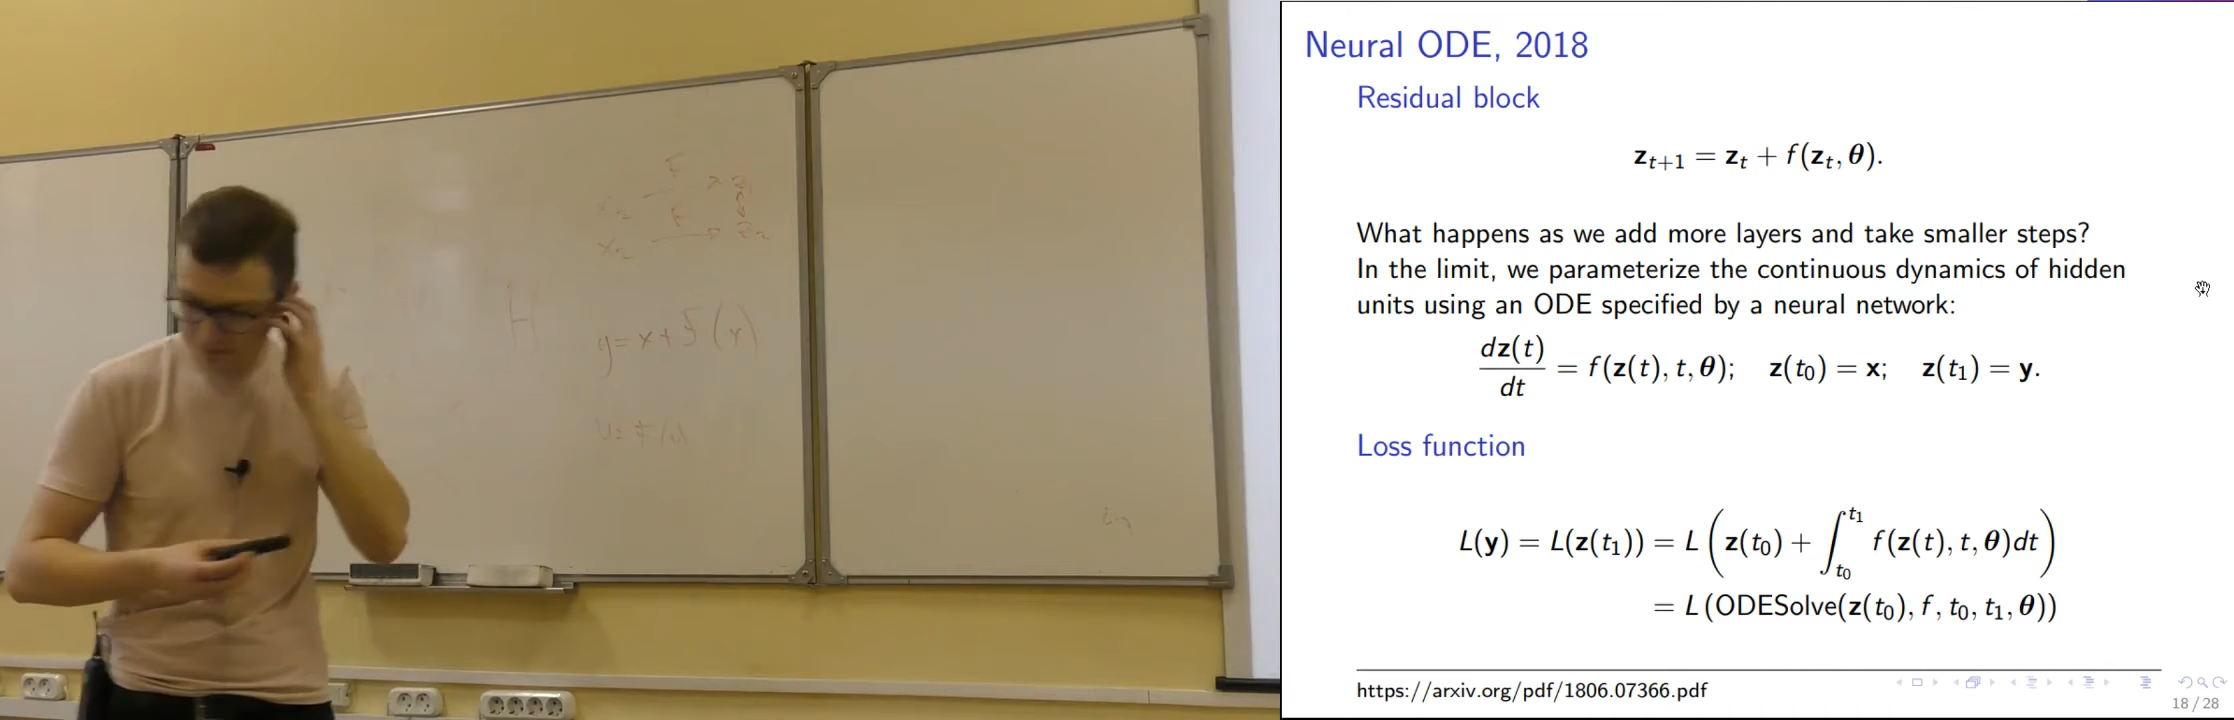 y = x + f(x)
Neural ODE, 2018
Residual block
z_{t+1} = z_t + f(z_t, θ).
What happens as we add more layers and take smaller steps?
In the limit, we parameterize the continuous dynamics of hidden
units using an ODE specified by a neural network:
dz(t)/dt = f(z(t), t, θ); z(t_0) = x; z(t_1) = y.
Loss function
L(y) = L(z(t_1)) = L ( z(t_0) + ∫_{t_0}^{t_1} f(z(t), t, θ)dt )
= L (ODESolve(z(t_0), f, t_0, t_1, θ))
https://arxiv.org/pdf/1806.07366.pdf
18 / 28